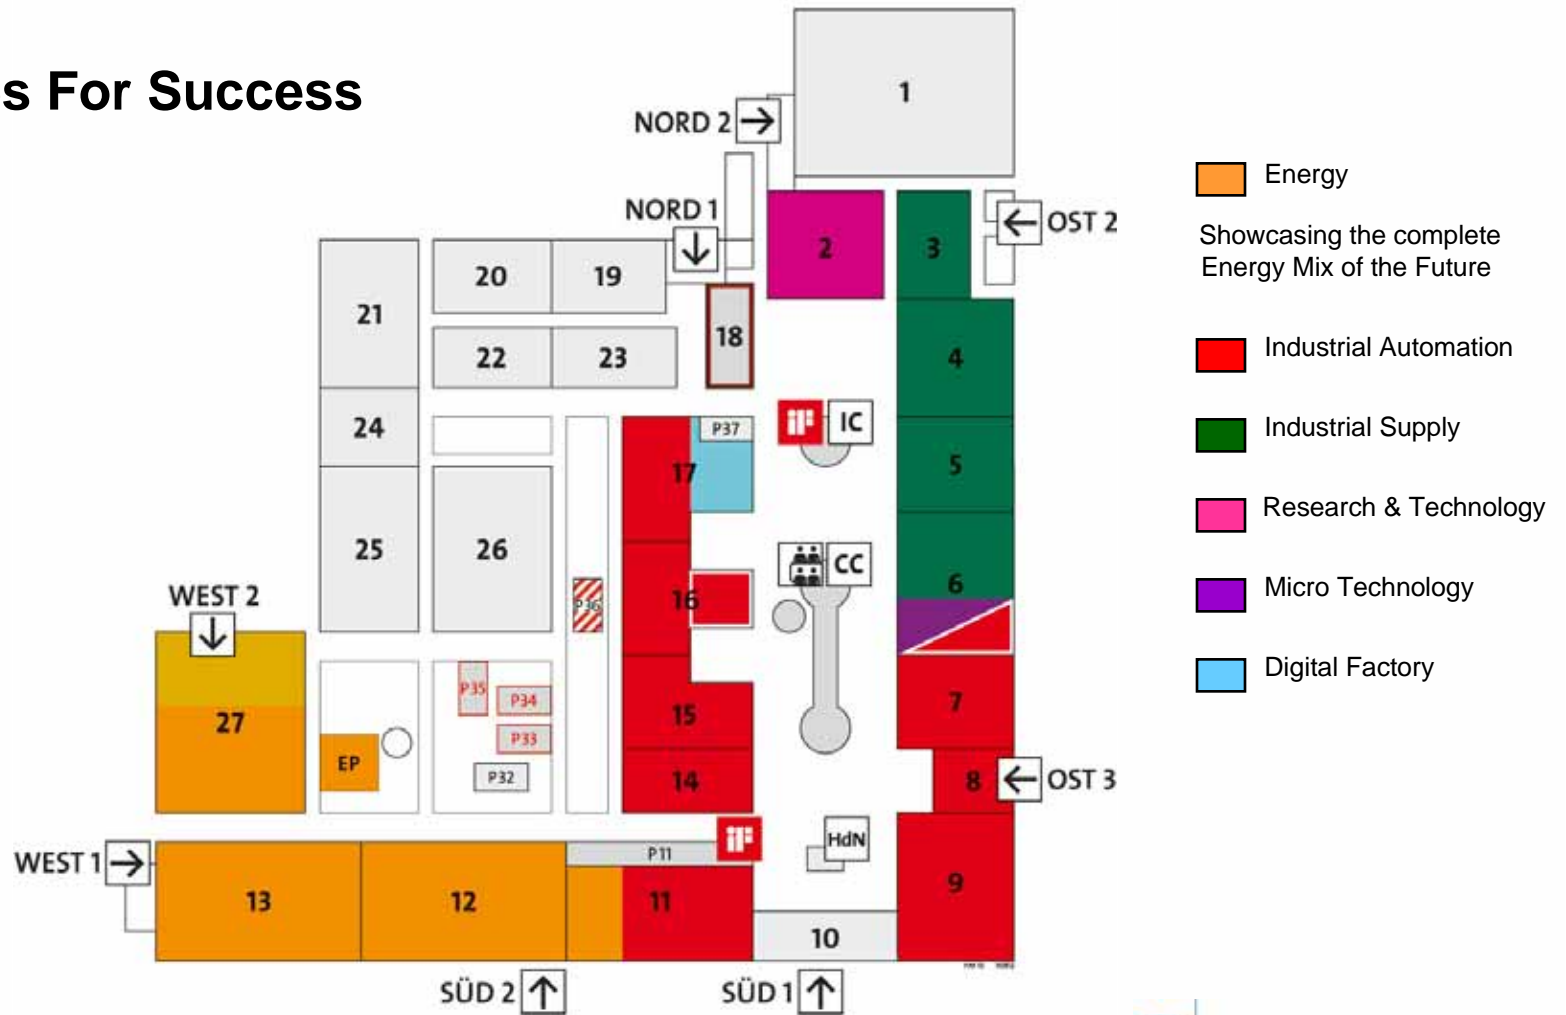 s For Success
1
NORD 2
NORD 1
2
3
OST 2
20
19
21
18
22
23
4
24
P37
IC
17
5
25
26
CC
6
WEST 2
P36
16
27
P35
P34
15
7
P33
EP
P32
14
8
OST 3
HdN
WEST 1
P11
13
12
11
9
10
SÜD 2
SÜD 1
Energy
Showcasing the complete
Energy Mix of the Future
Industrial Automation
Industrial Supply
Research & Technology
Micro Technology
Digital Factory